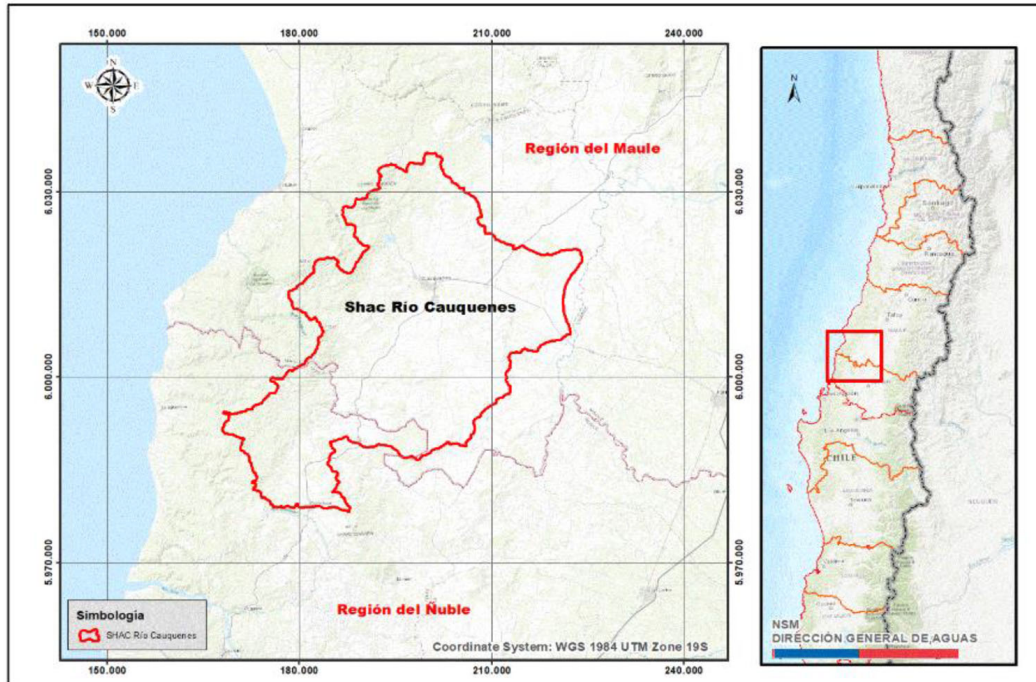 150.000
180.000
210.000
240.000
N
W E
S
Región del Maule
6.030.000
6.030.000
Shac Río Cauquenes
6.000.000
6.000.000
5.970.000
5.970.000
Región del Ñuble
Simbología
SHAC Río Cauquenes
Coordinate System: WGS 1984 UTM Zone 19S
150.000
180.000
210.000
240.000
N
Santiago
Talca
CHILE
NSM
DIRECCIÓN GENERAL DE AGUAS